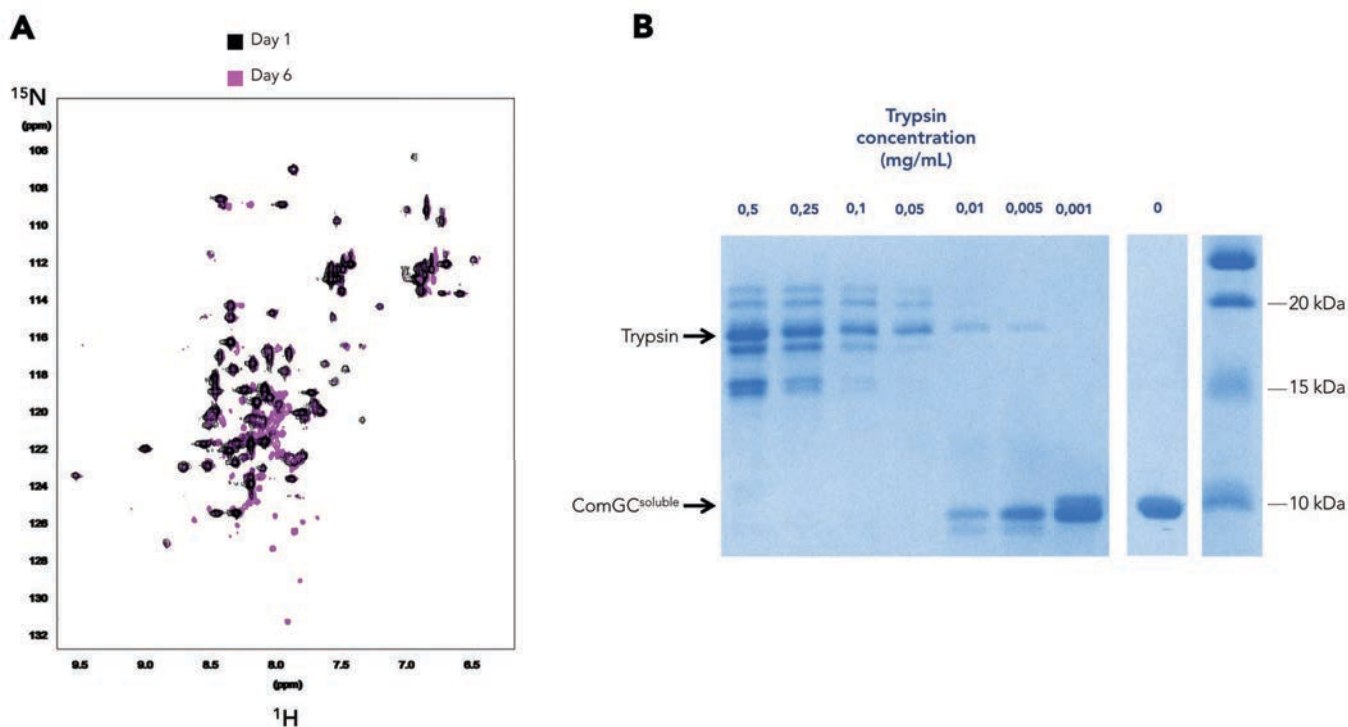 A
Day 1
Day 6
15N
(ppm)
106
108
110
112
114
116
118
120
122
124
126
128
130
132
9.5 9.0 8.5 8.0 7.5 7.0 6.5
(ppm)
1H
B
Trypsin
concentration
(mg/mL)
0,5 0,25 0,1 0,05 0,01 0,005 0,001 0
Trypsin
ComGCsoluble
20 kDa
15 kDa
10 kDa